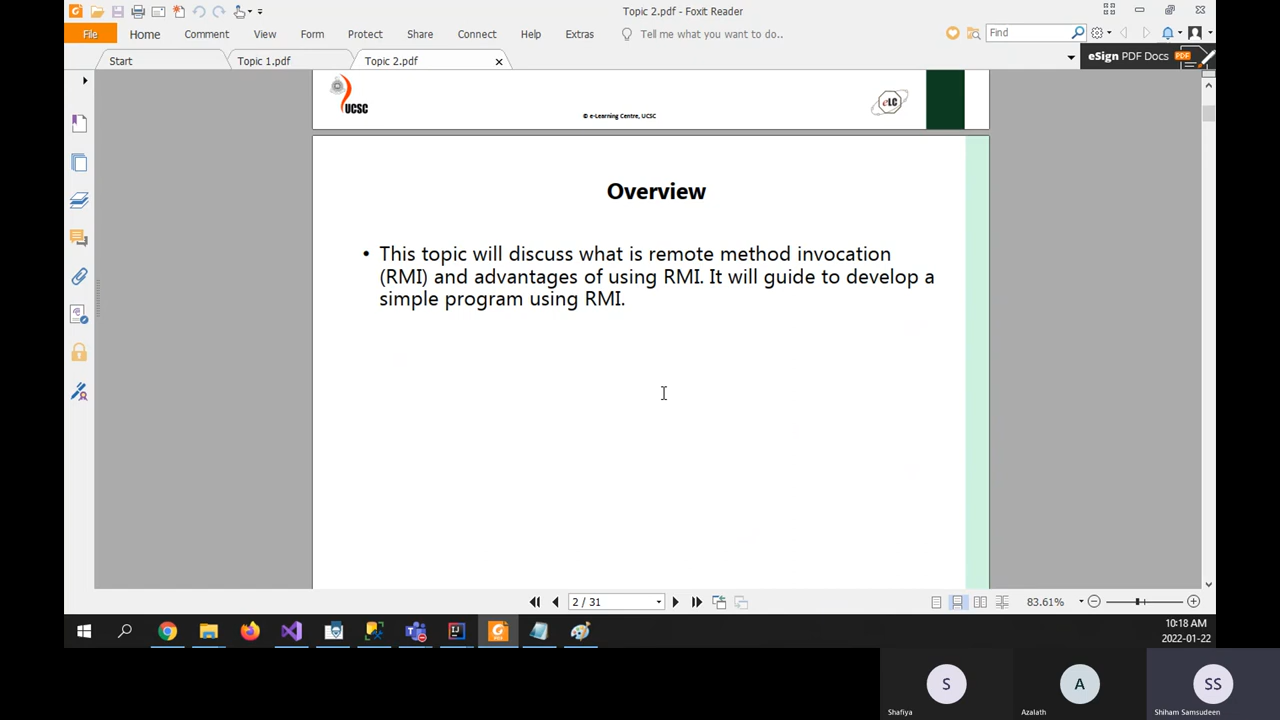 Topic 2.pdf - Foxit Reader
File Home Comment View Form Protect Share Connect Help Extras Tell me what you want to do.. Find
Start Topic 1.pdf Topic 2.pdf eSign PDF Docs PDF
UCSC
© e-Learning Centre, UCSC
eLC
Overview
• This topic will discuss what is remote method invocation
(RMI) and advantages of using RMI. It will guide to develop a
simple program using RMI.
2 / 31 83.61%
10:18 AM
2022-01-22
S A SS
Shafiya Azalath Shiham Samsudeen